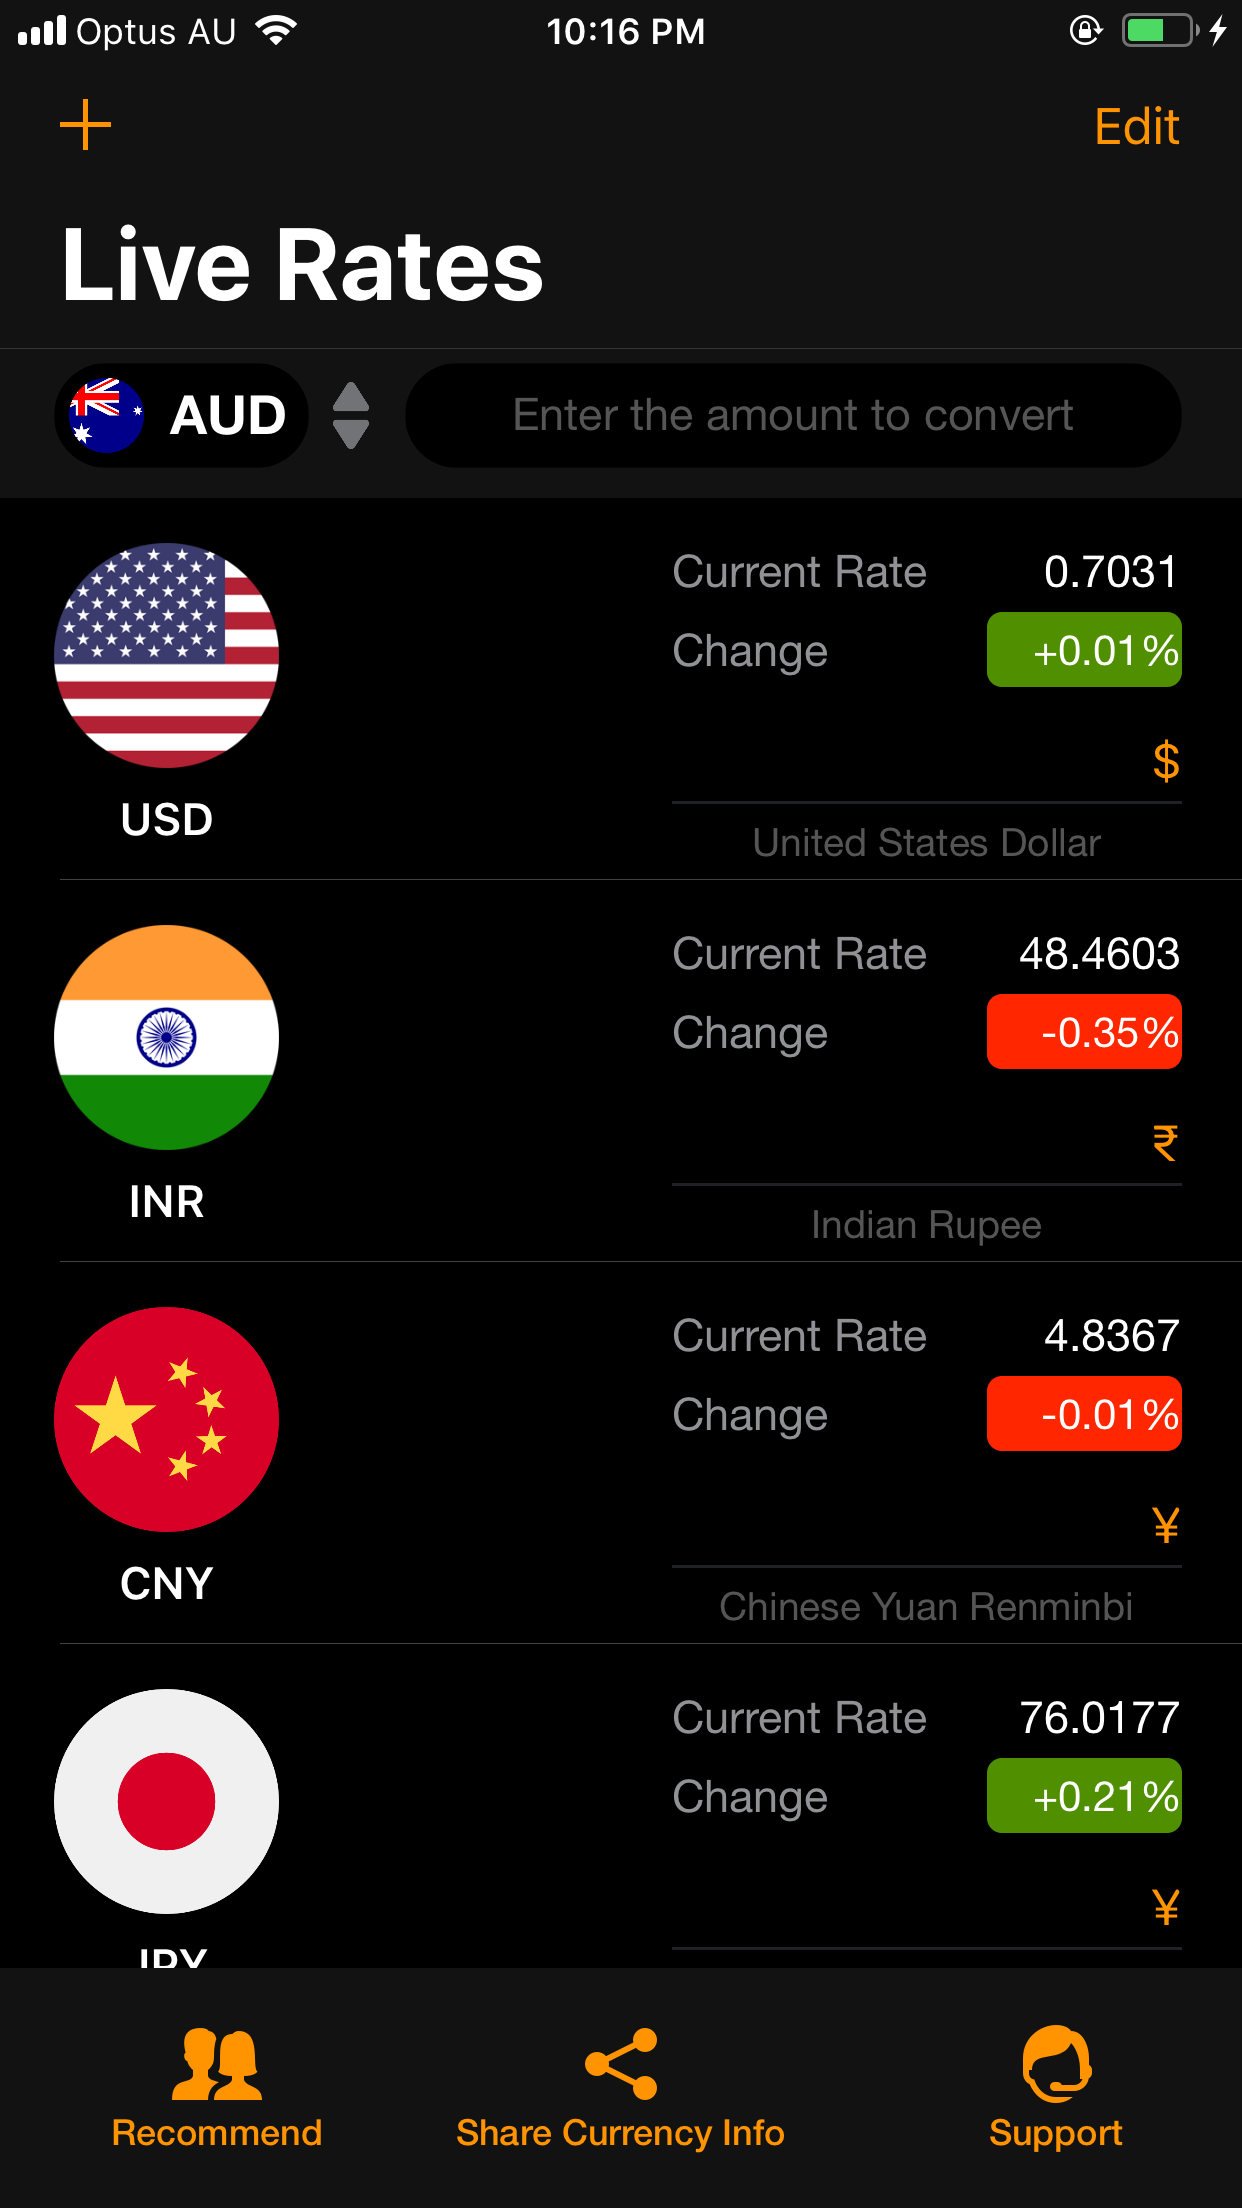 Optus AU 10:16 PM
Edit
Live Rates
AUD Enter the amount to convert
Current Rate 0.7031
Change +0.01%
$
USD
United States Dollar
Current Rate 48.4603
Change -0.35%
₹
INR
Indian Rupee
Current Rate 4.8367
Change -0.01%
¥
CNY
Chinese Yuan Renminbi
Current Rate 76.0177
Change +0.21%
¥
JPY
Recommend Share Currency Info Support